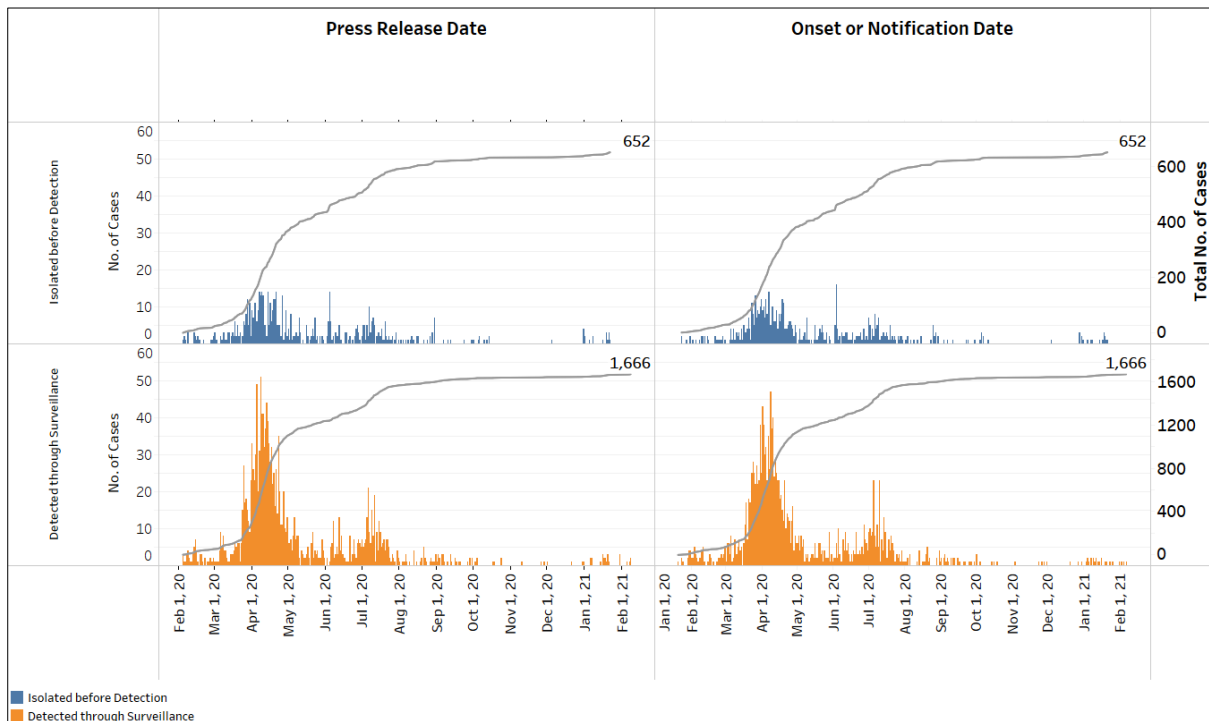 Press Release Date
Onset or Notification Date
Isolated before Detection
No. of Cases
60
50
40
30
20
10
0
652
652
600
400
200
0
Total No. of Cases
Detected through Surveillance
No. of Cases
60
50
40
30
20
10
0
1,666
1,666
1600
1200
800
400
0
Feb 1, 20
Mar 1, 20
Apr 1, 20
May 1, 20
Jun 1, 20
Jul 1, 20
Aug 1, 20
Sep 1, 20
Oct 1, 20
Nov 1, 20
Dec 1, 20
Jan 1, 21
Feb 1, 21
Jan 1, 20
Feb 1, 20
Mar 1, 20
Apr 1, 20
May 1, 20
Jun 1, 20
Jul 1, 20
Aug 1, 20
Sep 1, 20
Oct 1, 20
Nov 1, 20
Dec 1, 20
Jan 1, 21
Feb 1, 21
Isolated before Detection
Detected through Surveillance